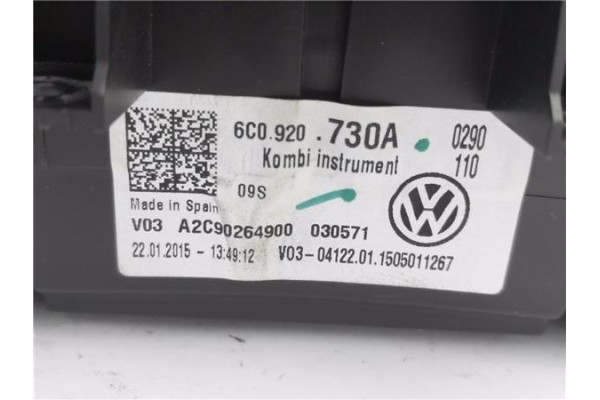 6C0.920 .730A. 0290
Kombi instrument 110
09S
Made in Spain
V03 A2C90264900 030571
22.01.2015 - 13:49:12 V03-04122.01.1505011267